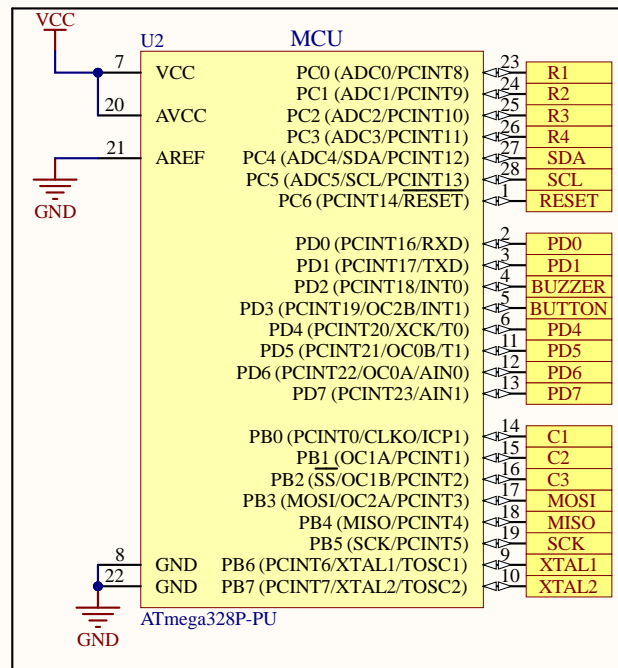 VCC
U2 MCU
7 VCC PC0 (ADC0/PCINT8) 23 R1
PC1 (ADC1/PCINT9) 24 R2
20 AVCC PC2 (ADC2/PCINT10) 25 R3
PC3 (ADC3/PCINT11) 26 R4
21 AREF PC4 (ADC4/SDA/PCINT12) 27 SDA
PC5 (ADC5/SCL/PCINT13) 28 SCL
PC6 (PCINT14/RESET) 1 RESET
GND
PD0 (PCINT16/RXD) 2 PD0
PD1 (PCINT17/TXD) 3 PD1
PD2 (PCINT18/INT0) 4 BUZZER
PD3 (PCINT19/OC2B/INT1) 5 BUTTON
PD4 (PCINT20/XCK/T0) 6 PD4
PD5 (PCINT21/OC0B/T1) 11 PD5
PD6 (PCINT22/OC0A/AIN0) 12 PD6
PD7 (PCINT23/AIN1) 13 PD7
PB0 (PCINT0/CLKO/ICP1) 14 C1
PB1 (OC1A/PCINT1) 15 C2
PB2 (SS/OC1B/PCINT2) 16 C3
PB3 (MOSI/OC2A/PCINT3) 17 MOSI
PB4 (MISO/PCINT4) 18 MISO
PB5 (SCK/PCINT5) 19 SCK
8 GND PB6 (PCINT6/XTAL1/TOSC1) 9 XTAL1
22 GND PB7 (PCINT7/XTAL2/TOSC2) 10 XTAL2
GND
ATmega328P-PU